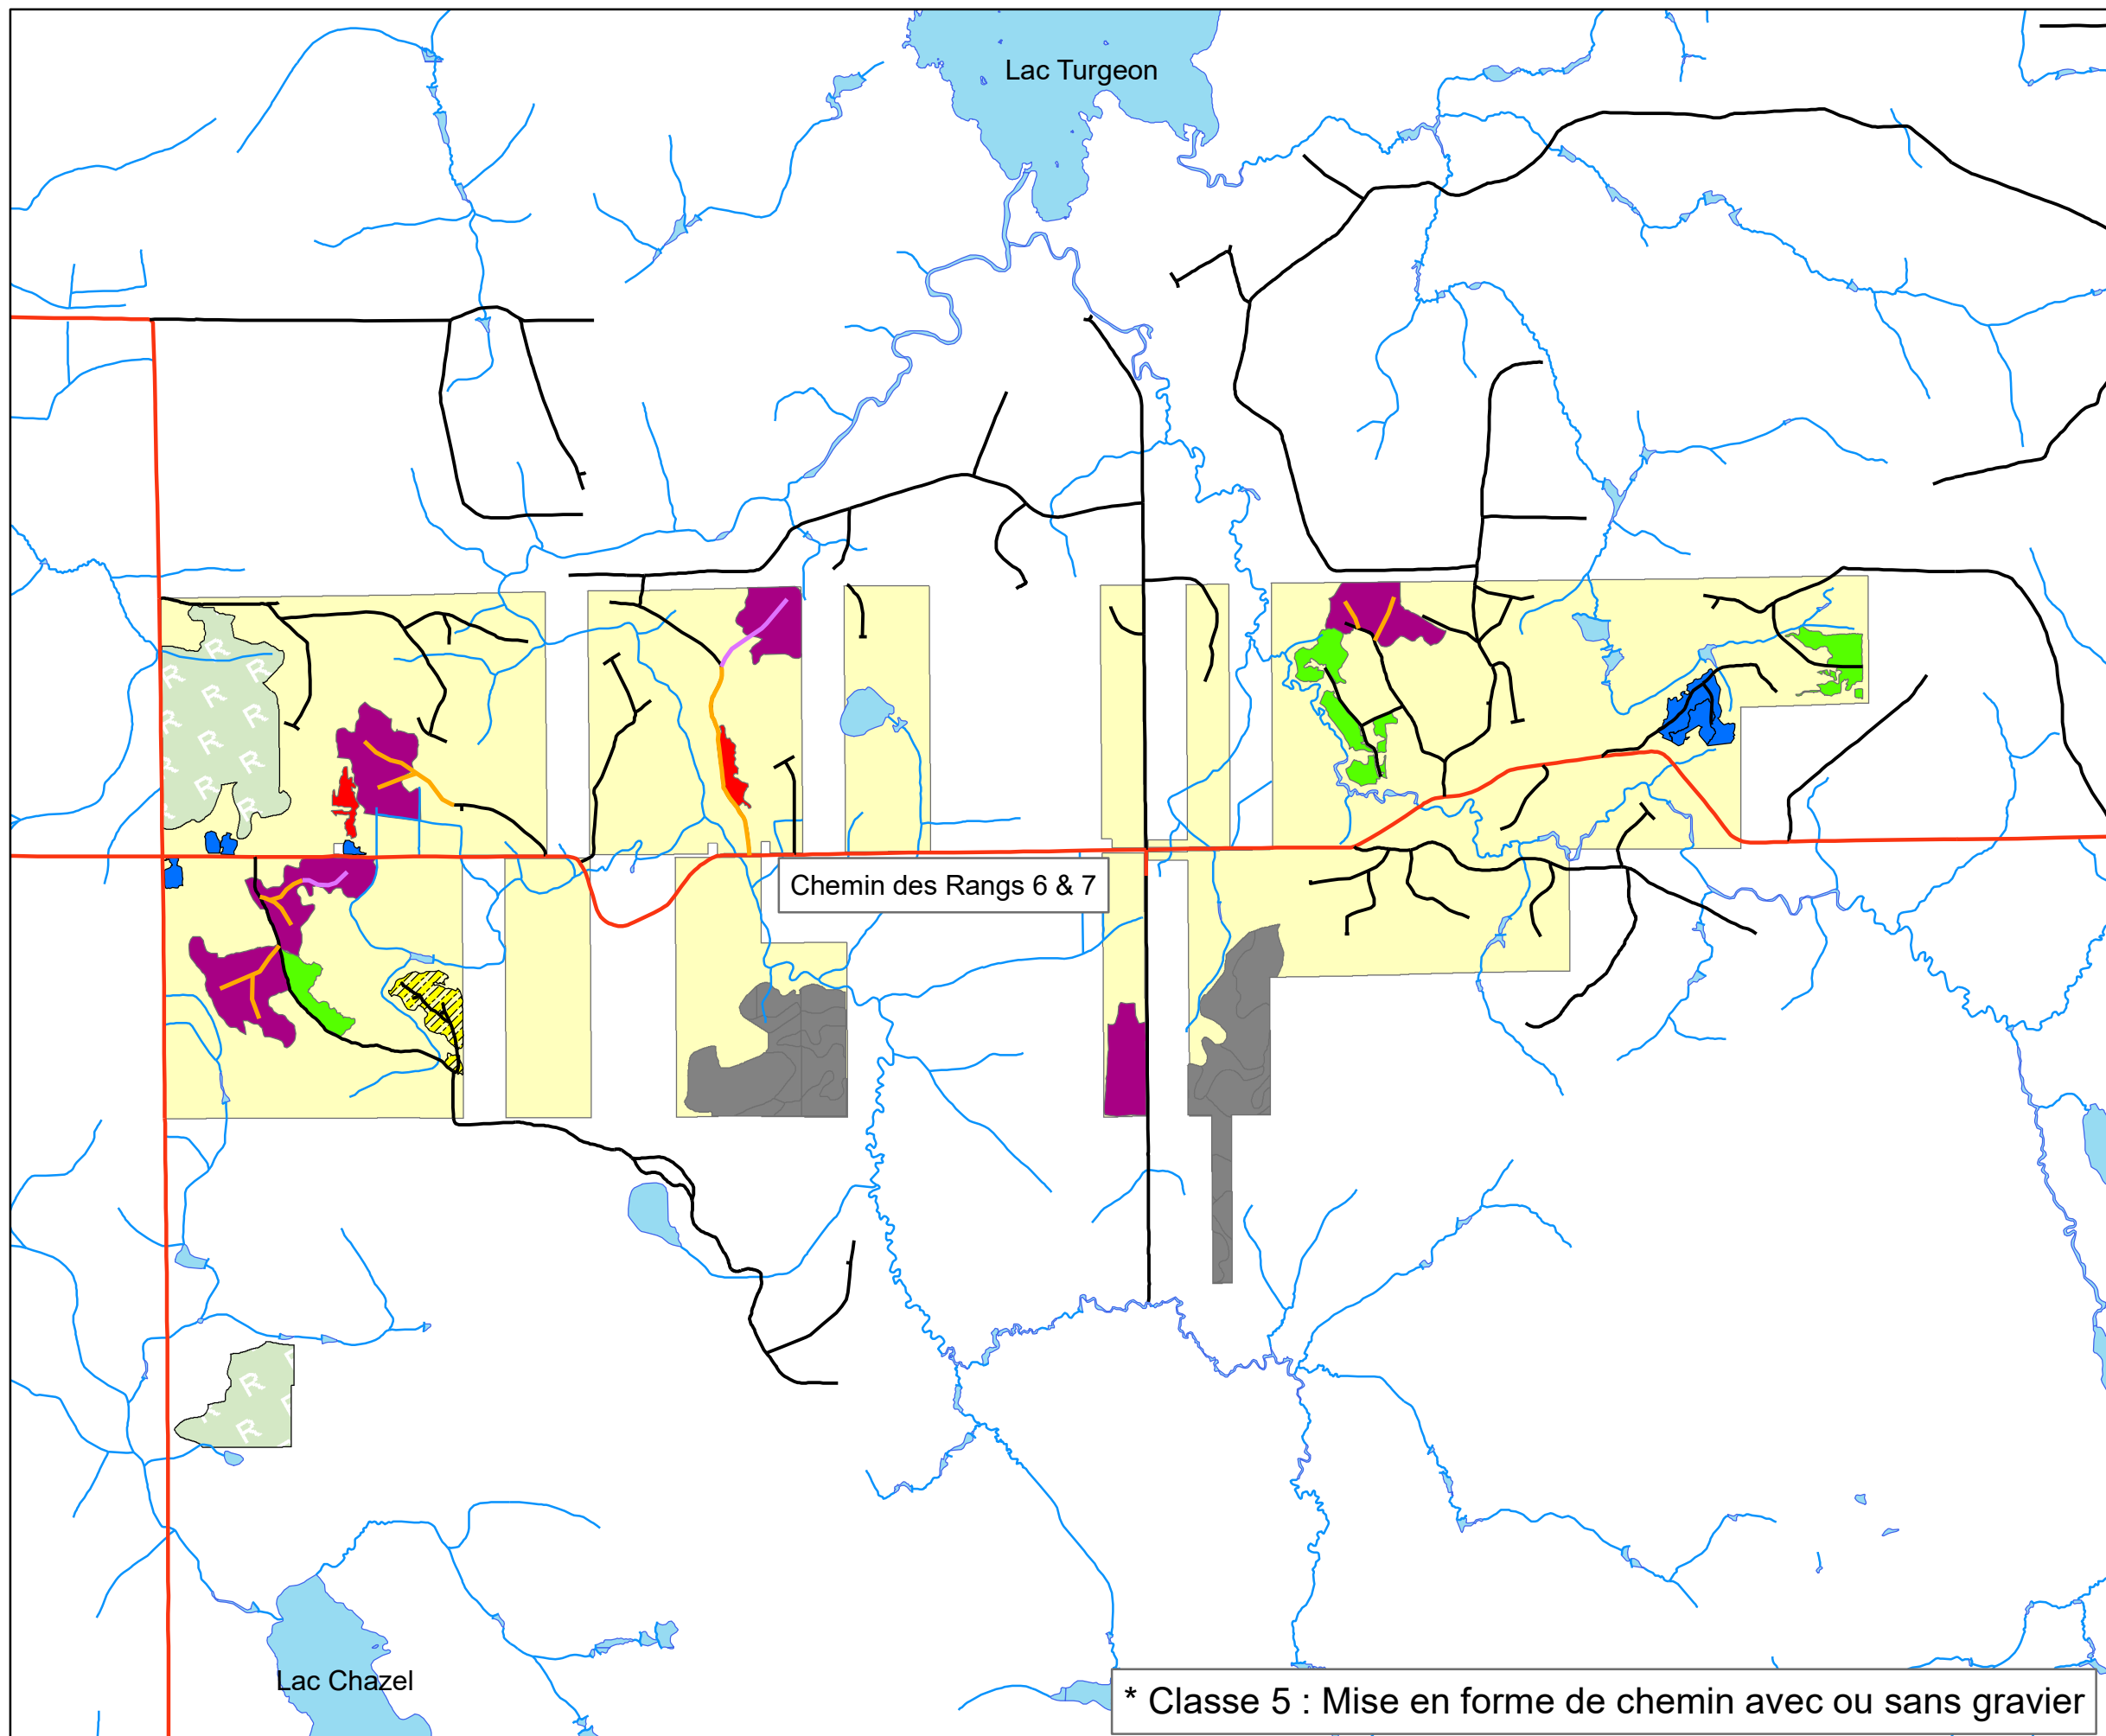 Lac Turgeon
R
R
R
R
R
R
R
R
R
R
R
R
Chemin des Rangs 6 & 7
R
R
R
Lac Chazel
* Classe 5 : Mise en forme de chemin avec ou sans gravier